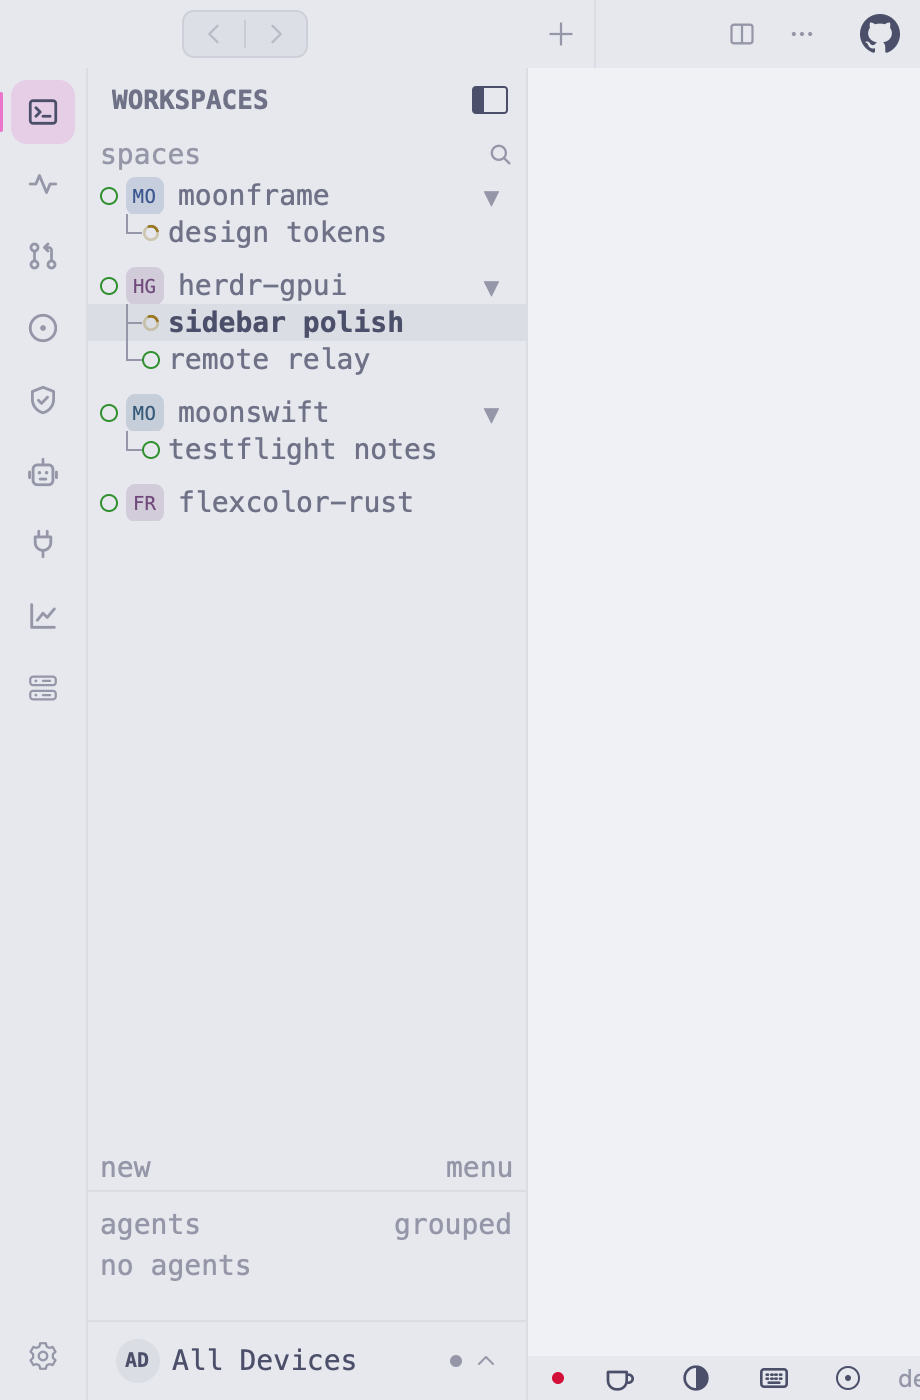 WORKSPACES
spaces
MO moonframe ▼
design tokens
HG herdr-gpui ▼
sidebar polish
remote relay
MO moonswift ▼
testflight notes
FR flexcolor-rust
new menu
agents grouped
no agents
AD All Devices